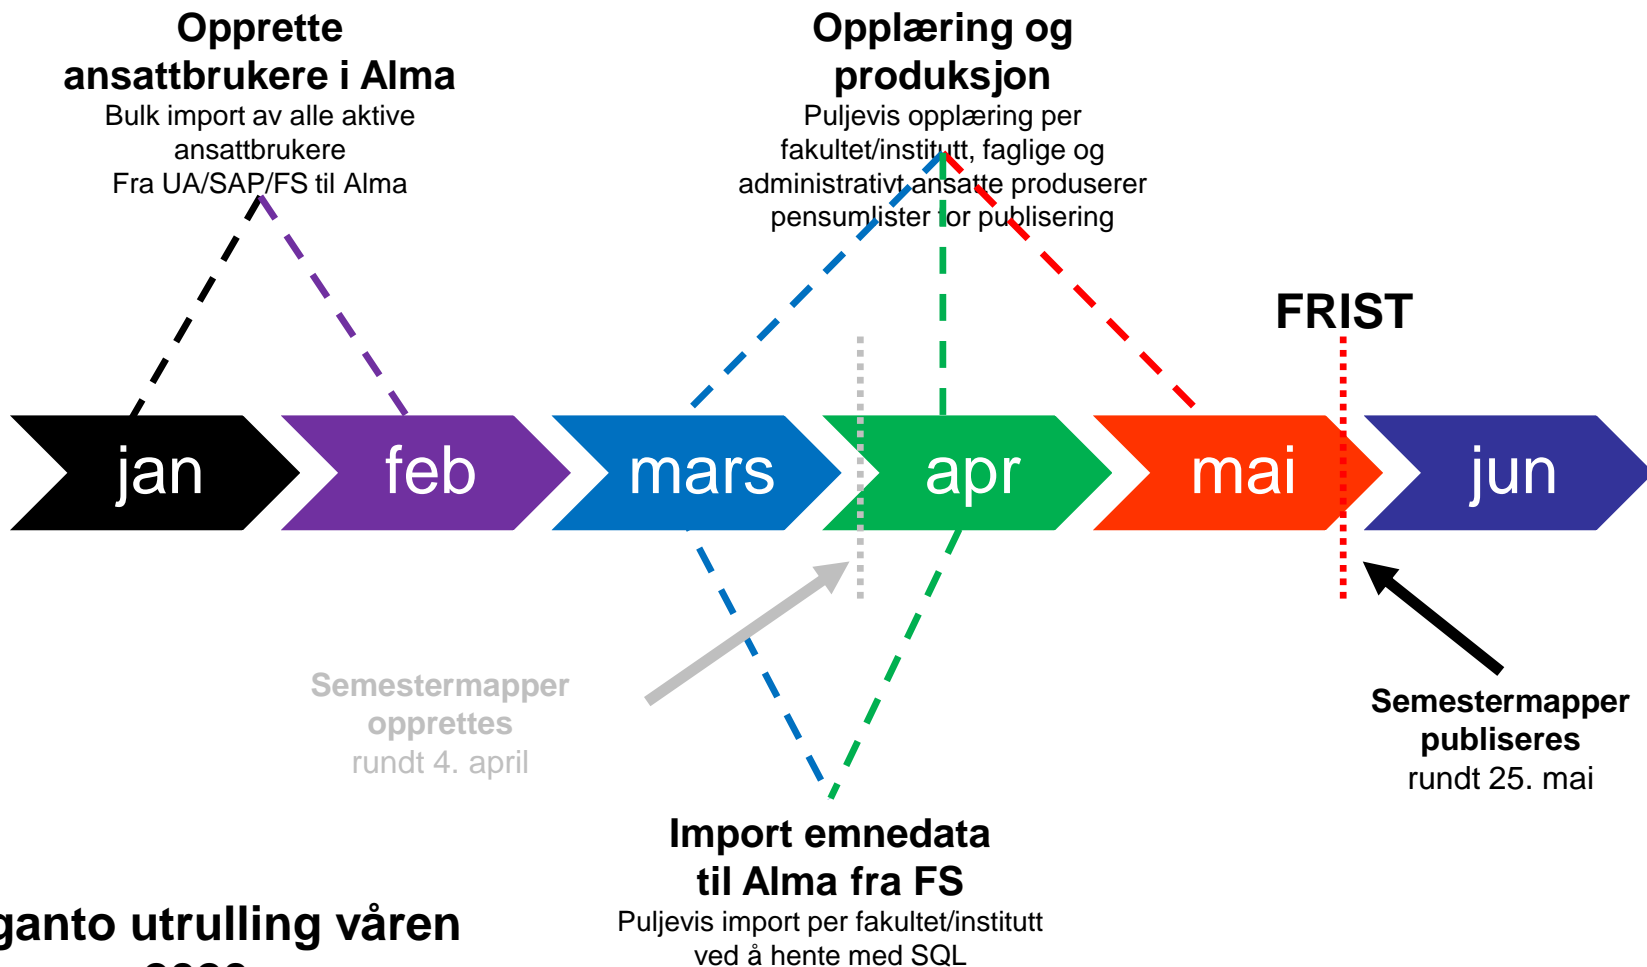 Opprette
ansattbrukere i Alma
Bulk import av alle aktive
ansattbrukere
Fra UA/SAP/FS til Alma
Opplæring og
produksjon
Puljevis opplæring per
fakultet/institutt, faglige og
administrativt ansatte produserer
pensumlister for publisering
FRIST
jan
feb
mars
apr
mai
jun
Semestermapper
opprettes
rundt 4. april
Semestermapper
publiseres
rundt 25. mai
Import emnedata
til Alma fra FS
Puljevis import per fakultet/institutt
ved å hente med SQL
utrulling våren